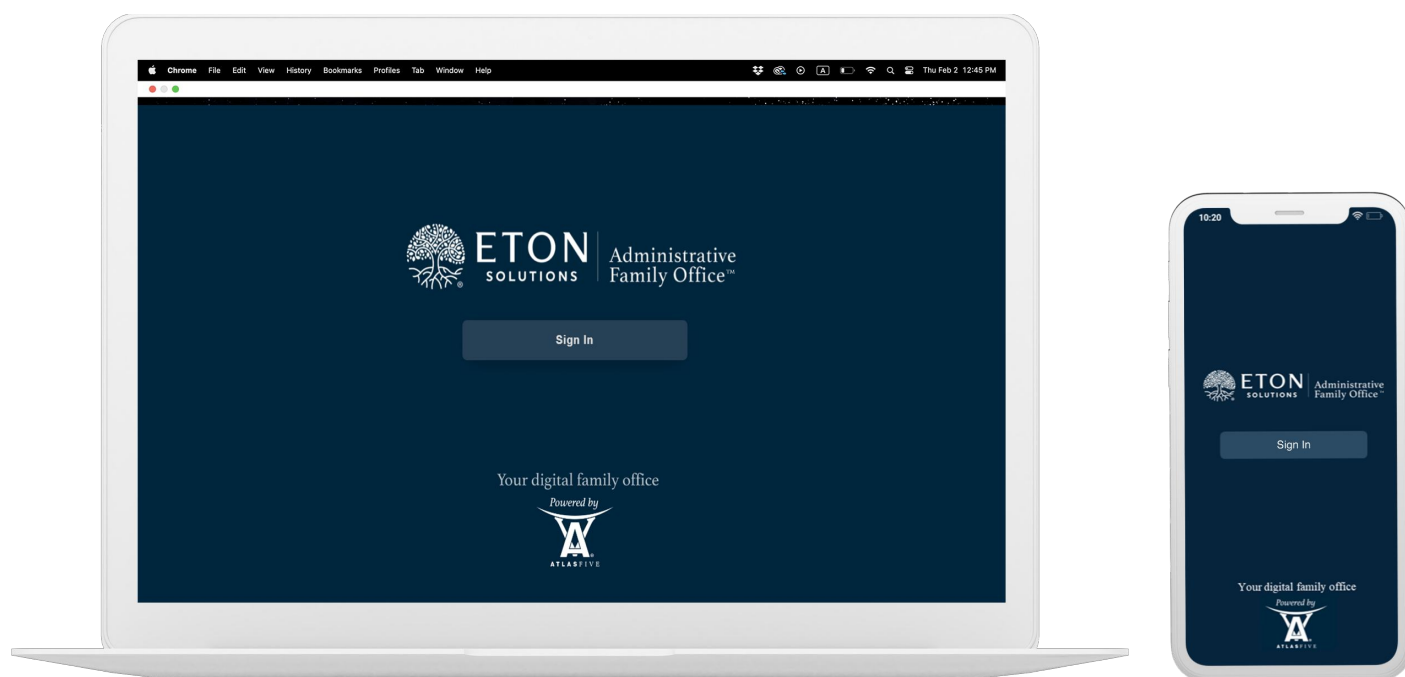 Chrome File Edit View History Bookmarks Profiles Tab Window Help A Thu Feb 2 12:45 PM
ETON
SOLUTIONS ®
Administrative
Family Office™
Sign In
Your digital family office
Powered by
A®
ATLASFIVE
10:20
ETON
SOLUTIONS ®
Administrative
Family Office™
Sign In
Your digital family office
Powered by
A®
ATLASFIVE